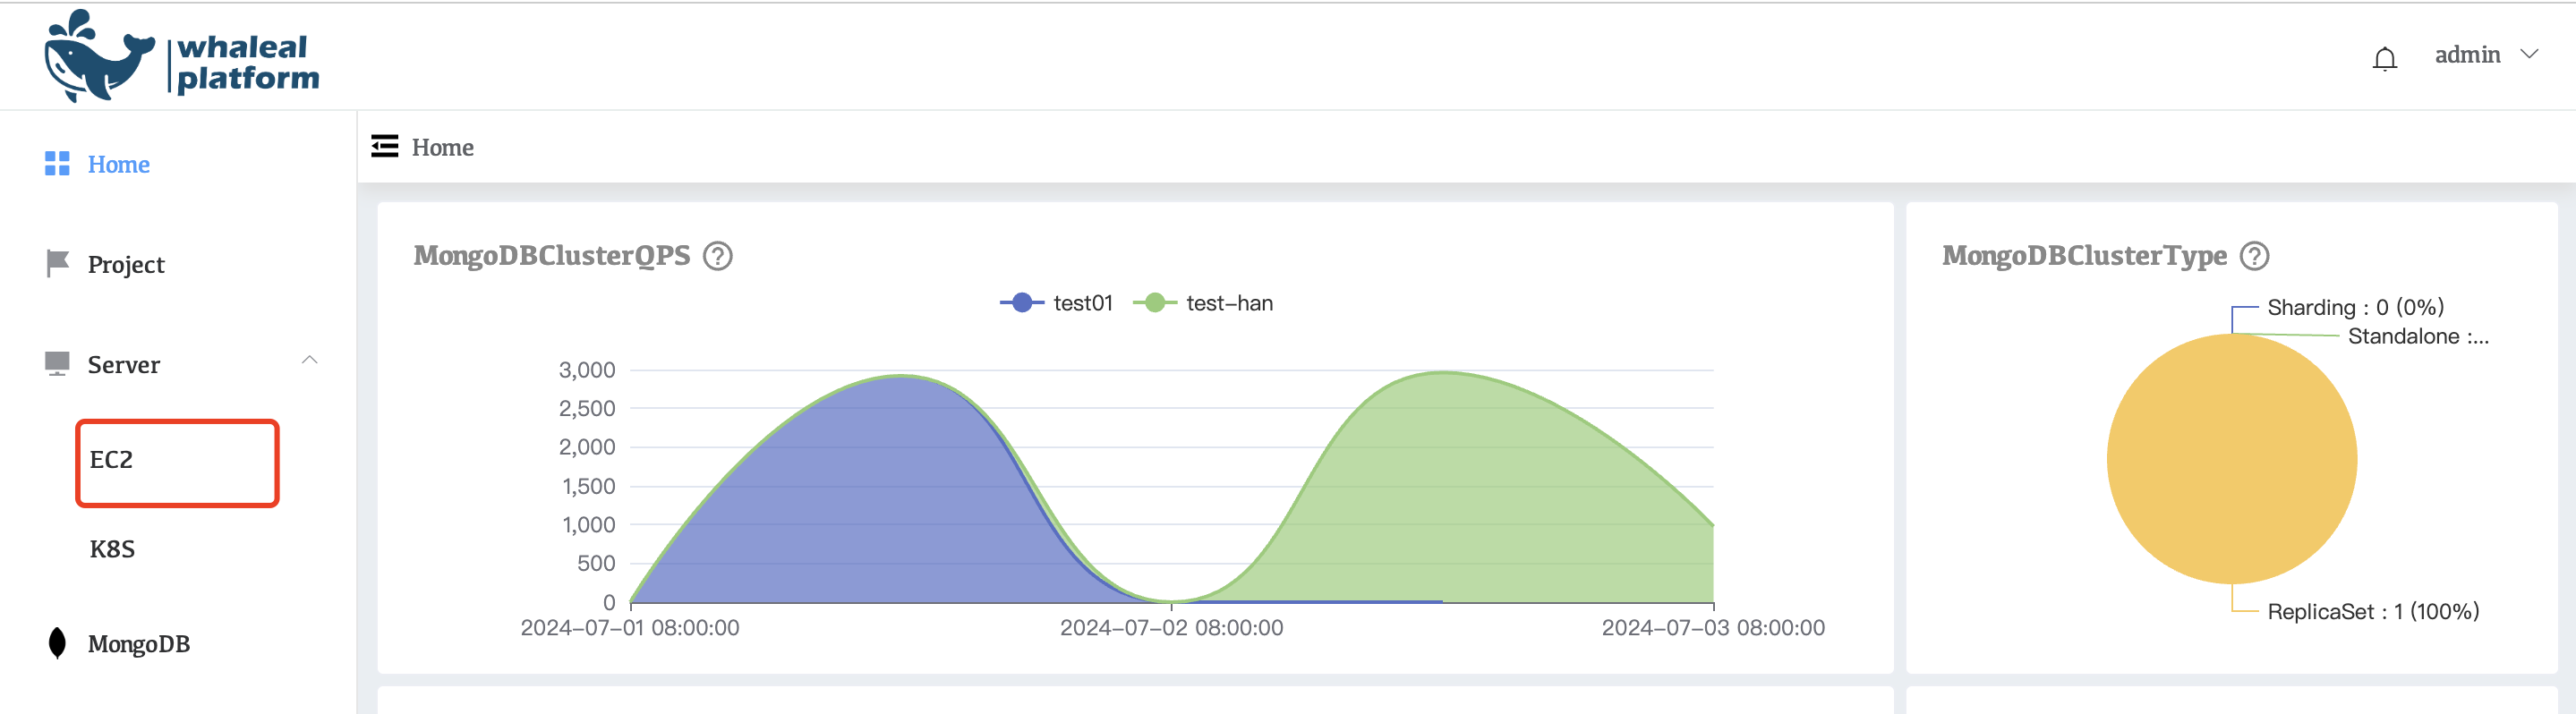 whaleal
platform
admin
Home
Project
Server
EC2
K8S
MongoDB
Home
MongoDBClusterQPS ?
test01 test-han
3,000
2,500
2,000
1,500
1,000
500
0
2024-07-01 08:00:00 2024-07-02 08:00:00 2024-07-03 08:00:00
MongoDBClusterType ?
Sharding : 0 (0%)
Standalone :...
ReplicaSet : 1 (100%)